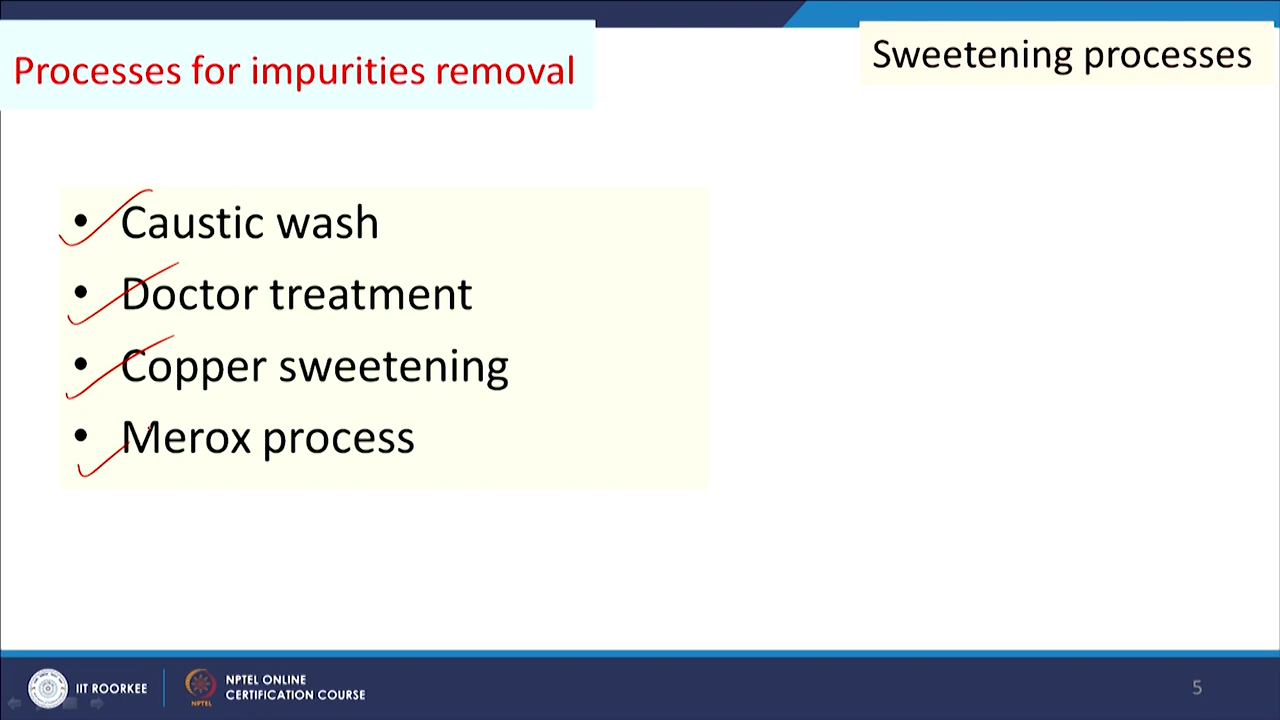 Processes for impurities removal
Sweetening processes
• Caustic wash
• Doctor treatment
• Copper sweetening
• Merox process
IIT ROORKEE
NPTEL
NPTEL ONLINE
CERTIFICATION COURSE
5